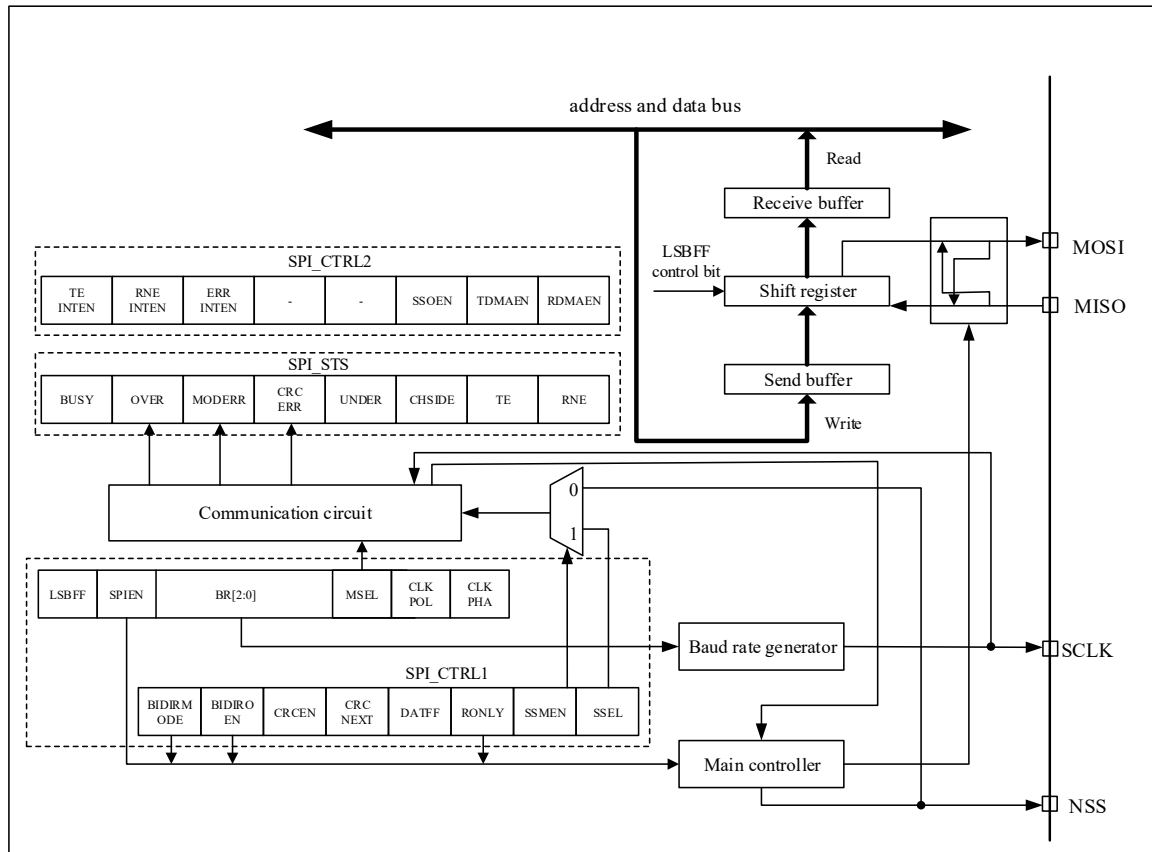 address and data bus
Read
Receive buffer
LSBFF
control bit
Shift register
MOSI
MISO
Send buffer
Write
SPI_CTRL2
TE
INTEN
RNE
INTEN
ERR
INTEN
-
-
SSOEN
TDMAEN
RDMAEN
SPI_STS
BUSY
OVER
MODERR
CRC
ERR
UNDER
CHSIDE
TE
RNE
Communication circuit
0
1
LSBFF
SPIEN
BR[2:0]
MSEL
CLK
POL
CLK
PHA
Baud rate generator
SCLK
SPI_CTRL1
BIDIRM
ODE
BIDIRO
EN
CRCEN
CRC
NEXT
DATFF
RONLY
SSMEN
SSEL
Main controller
NSS